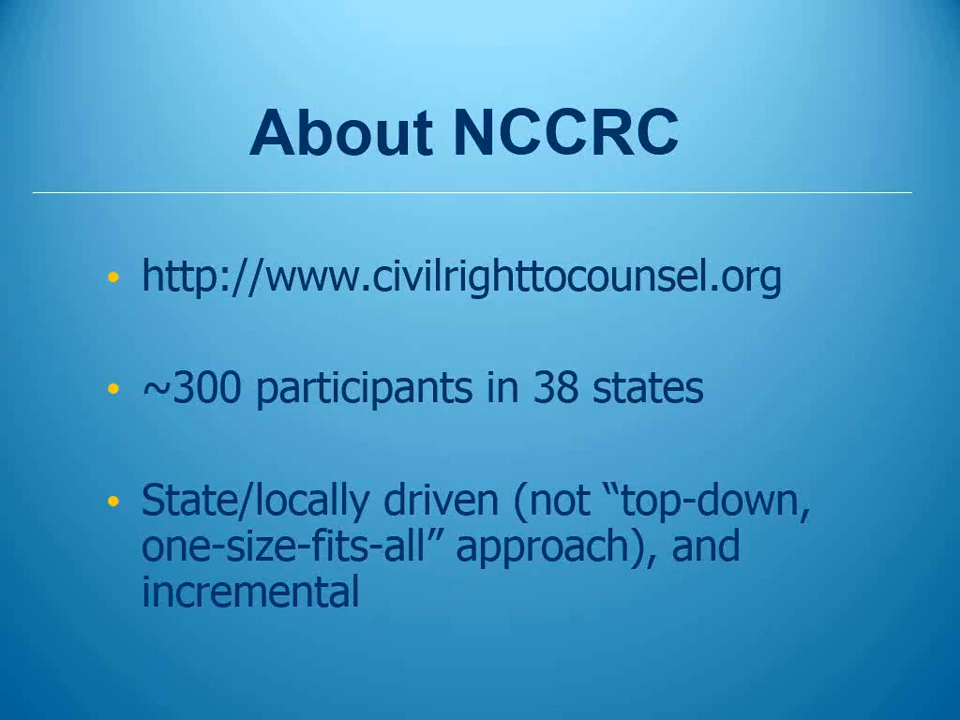 About NCCRC
• http://www.civilrighttocounsel.org
• ~300 participants in 38 states
• State/locally driven (not “top-down,
one-size-fits-all” approach), and
incremental